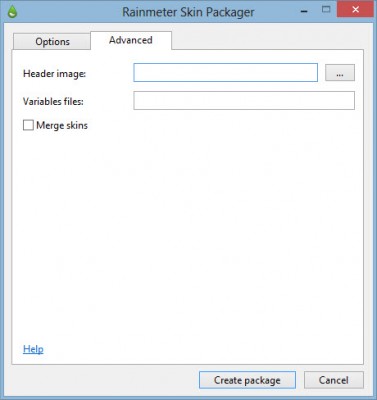 Rainmeter Skin Packager
Options
Advanced
Header image:
...
Variables files:
Merge skins
Help
Create package
Cancel